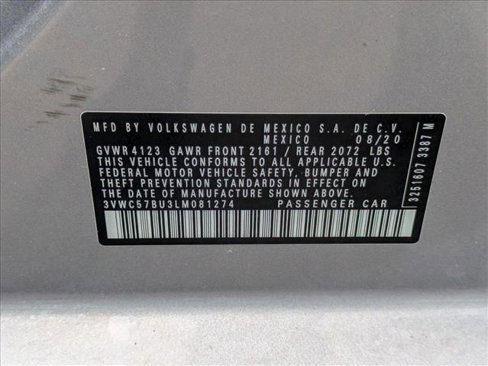 MFD BY VOLKSWAGEN DE MEXICO S.A. DE C.V.
MEXICO 08/20
GVWR 4123 GAWR FRONT 2161 / REAR 2072 LBS
THIS VEHICLE CONFORMS TO ALL APPLICABLE U.S.
FEDERAL MOTOR VEHICLE SAFETY, BUMPER AND
THEFT PREVENTION STANDARDS IN EFFECT ON THE
DATE OF MANUFACTURE SHOWN ABOVE.
3VWC57BU3LM081274 PASSENGER CAR
3251607 3387 M